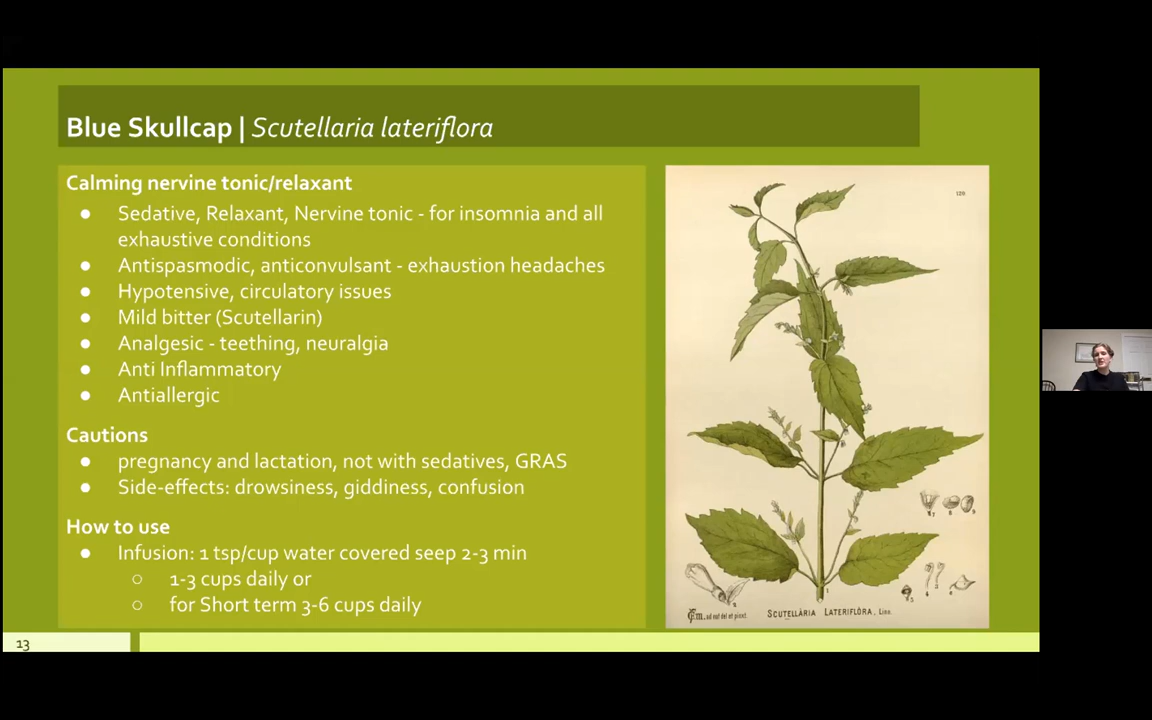 Blue Skullcap | Scutellaria lateriflora
Calming nervine tonic/relaxant
● Sedative, Relaxant, Nervine tonic - for insomnia and all
exhaustive conditions
● Antispasmodic, anticonvulsant - exhaustion headaches
● Hypotensive, circulatory issues
● Mild bitter (Scutellarin)
● Analgesic - teething, neuralgia
● Anti Inflammatory
● Antiallergic
Cautions
● pregnancy and lactation, not with sedatives, GRAS
● Side-effects: drowsiness, giddiness, confusion
How to use
● Infusion: 1 tsp/cup water covered seep 2-3 min
○ 1-3 cups daily or
○ for Short term 3-6 cups daily
13
SCUTELLÀRIA LATERIFLÒRA, Linn.